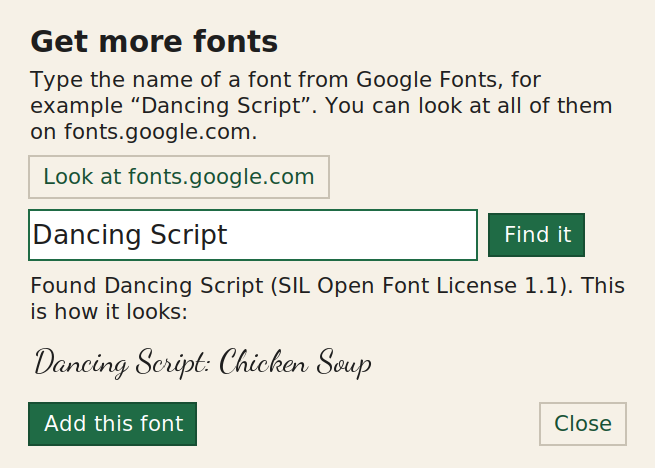 Get more fonts
Type the name of a font from Google Fonts, for
example “Dancing Script”. You can look at all of them
on fonts.google.com.
Look at fonts.google.com
Dancing Script
Find it
Found Dancing Script (SIL Open Font License 1.1). This
is how it looks:
Dancing Script: Chicken Soup
Add this font
Close